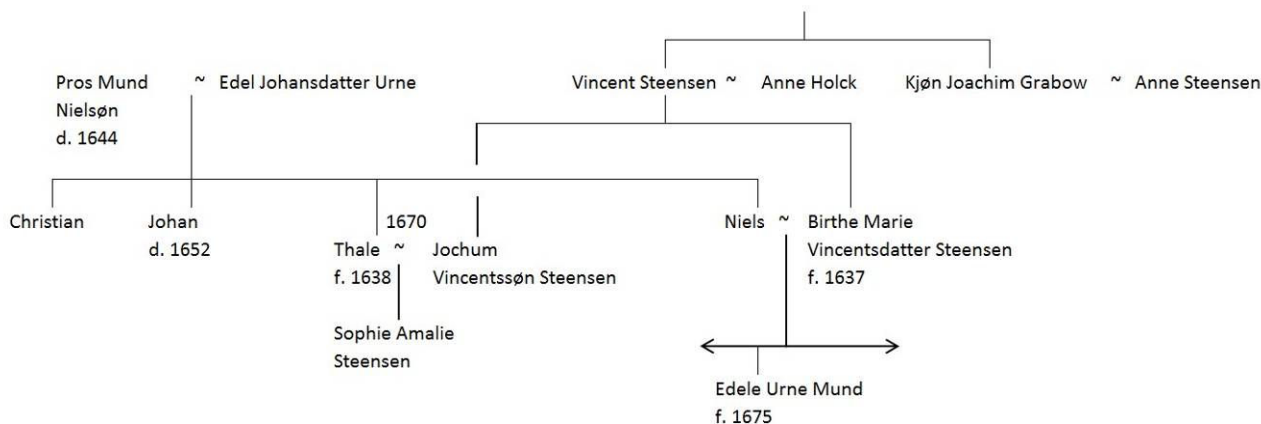 Pros Mund ~ Edel Johansdatter Urne
Nielsøn
d. 1644
Vincent Steensen ~ Anne Holck
Kjøn Joachim Grabow ~ Anne Steensen
Christian
Johan
d. 1652
1670
Thale ~ Jochum
f. 1638 Vincentssøn Steensen
Niels ~ Birthe Marie
Vincentsdatter Steensen
f. 1637
Sophie Amalie
Steensen
Edele Urne Mund
f. 1675